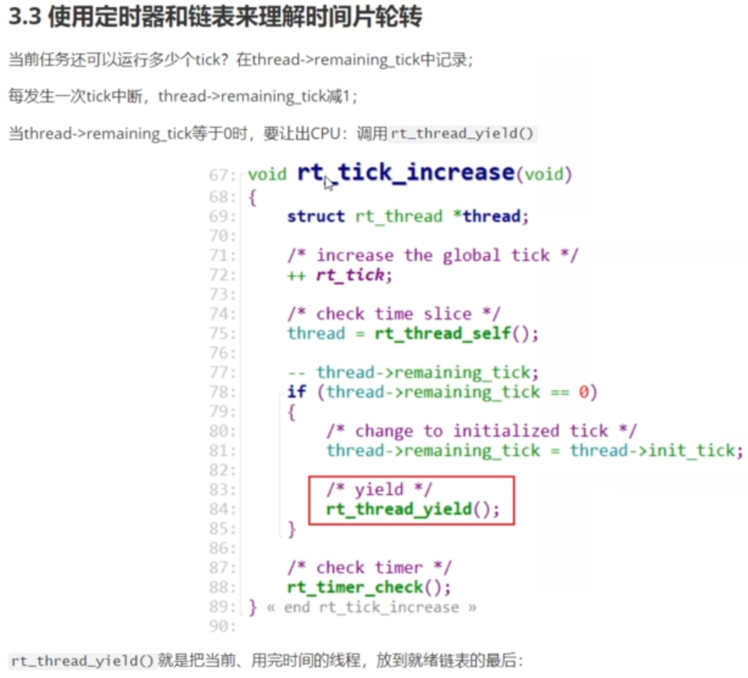 3.3 使用定时器和链表来理解时间片轮转
当前任务还可以运行多少个tick？在thread->remaining_tick中记录；
每发生一次tick中断，thread->remaining_tick减1；
当thread->remaining_tick等于0时，要让出CPU：调用rt_thread_yield()
67: void rt_tick_increase(void)
68: {
69:     struct rt_thread *thread;
70:
71:     /* increase the global tick */
72:     ++ rt_tick;
73:
74:     /* check time slice */
75:     thread = rt_thread_self();
76:
77:     -- thread->remaining_tick;
78:     if (thread->remaining_tick == 0)
79:     {
80:         /* change to initialized tick */
81:         thread->remaining_tick = thread->init_tick;
82:
83:         /* yield */
84:         rt_thread_yield();
85:     }
86:
87:     /* check timer */
88:     rt_timer_check();
89: } « end rt_tick_increase »
90:
rt_thread_yield()就是把当前、用完时间的线程，放到就绪链表的最后：